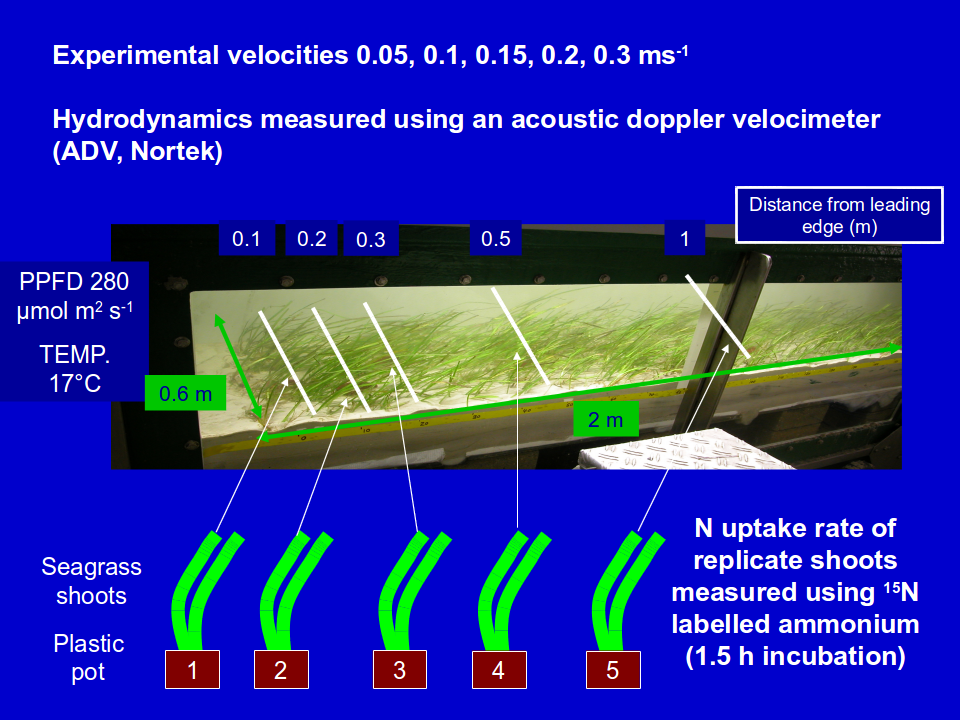 Experimental velocities 0.05, 0.1, 0.15, 0.2, 0.3 ms⁻¹
Hydrodynamics measured using an acoustic doppler velocimeter
(ADV, Nortek)
Distance from leading
edge (m)
0.1
0.2
0.3
0.5
1
PPFD 280
µmol m² s⁻¹
TEMP.
17°C
0.6 m
2 m
N uptake rate of
replicate shoots
measured using ¹⁵N
labelled ammonium
(1.5 h incubation)
Seagrass
shoots
Plastic
pot
1
2
3
4
5